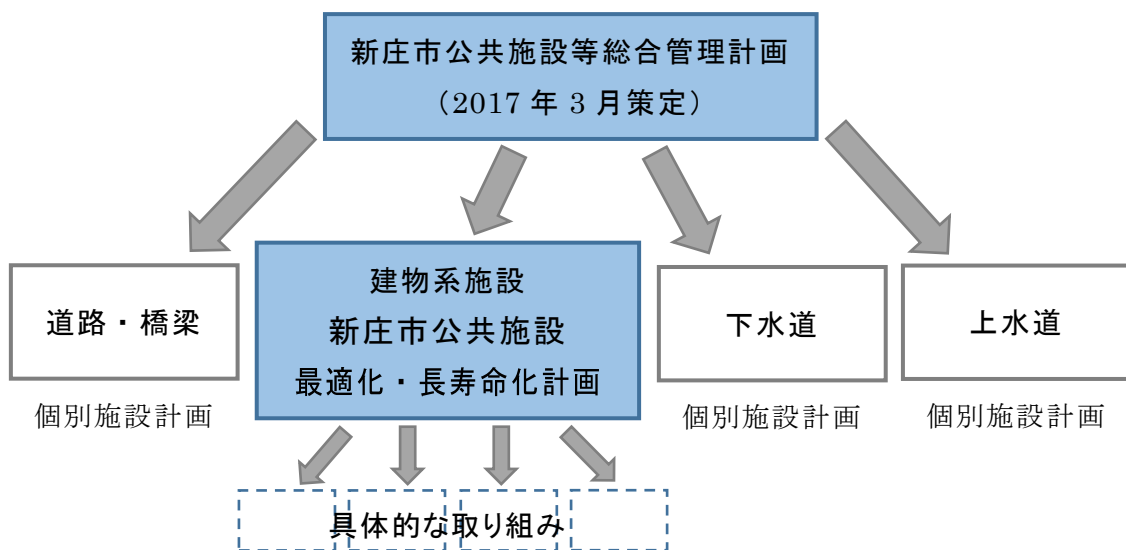 新庄市公共施設等総合管理計画
（2017 年 3 月策定）
道路・橋梁
建物系施設
新庄市公共施設
最適化・長寿命化計画
下水道
上水道
個別施設計画
個別施設計画
個別施設計画
具体的な取り組み